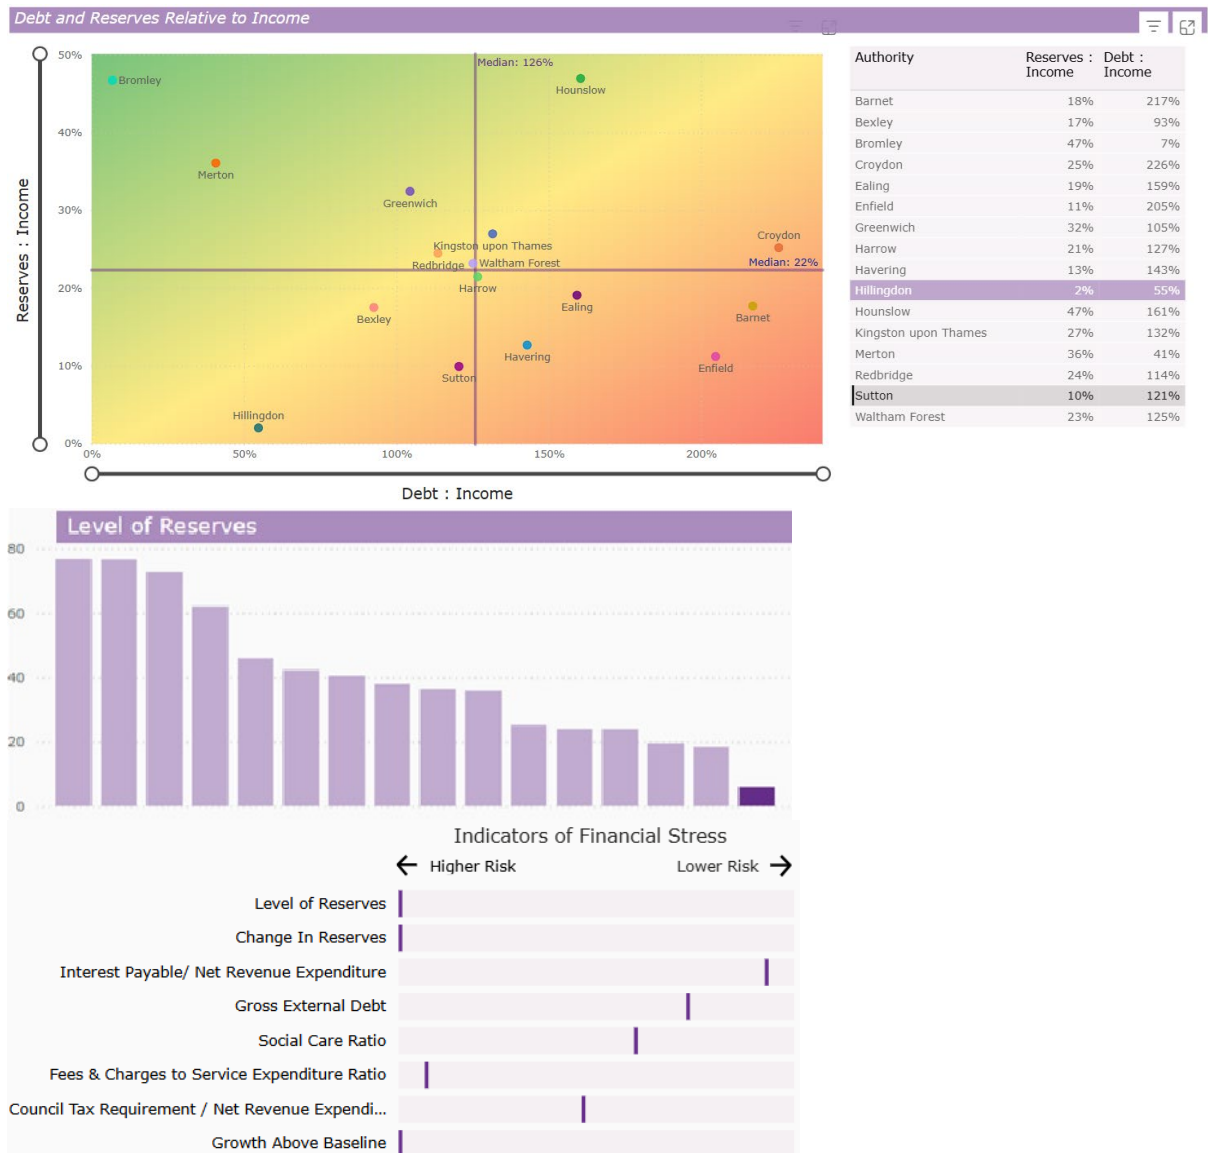 Debt and Reserves Relative to Income
50%
Median: 126%
Bromley
Hounslow
40%
Merton
Greenwich
30%
Kingston upon Thames
Croydon
Redbridge
Waltham Forest
Median: 22%
Harrow
20%
Ealing
Bexley
Barnet
Havering
Enfield
10%
Sutton
Hillingdon
0%
0% 50% 100% 150% 200%
Reserves : Income
Debt : Income
Authority Reserves : Income Debt : Income
Barnet 18% 217%
Bexley 17% 93%
Bromley 47% 7%
Croydon 25% 226%
Ealing 19% 159%
Enfield 11% 205%
Greenwich 32% 105%
Harrow 21% 127%
Havering 13% 143%
Hillingdon 2% 55%
Hounslow 47% 161%
Kingston upon Thames 27% 132%
Merton 36% 41%
Redbridge 24% 114%
Sutton 10% 121%
Waltham Forest 23% 125%
Level of Reserves
80
60
40
20
0
Indicators of Financial Stress
Higher Risk Lower Risk
Level of Reserves
Change In Reserves
Interest Payable/ Net Revenue Expenditure
Gross External Debt
Social Care Ratio
Fees & Charges to Service Expenditure Ratio
Council Tax Requirement / Net Revenue Expendi...
Growth Above Baseline